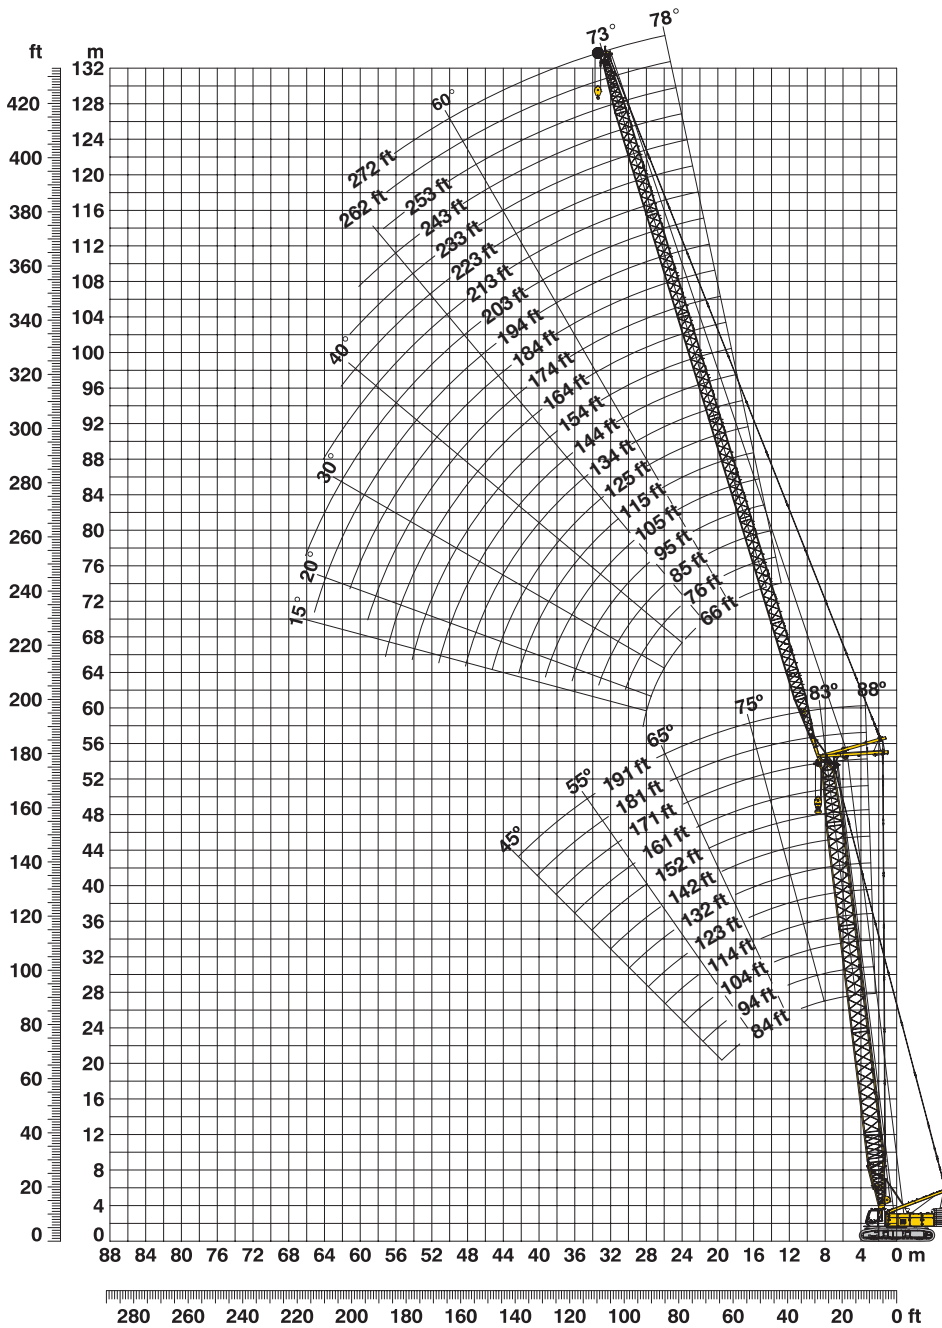 78°
73°
ft m
132
60°
420 128
124
400
272 ft
120
253 ft
380 262 ft 116
243 ft
233 ft
112
223 ft
360
213 ft
108
203 ft
340 104
194 ft
40°
184 ft
100
320
174 ft
96
164 ft
154 ft
300 92
144 ft
88
134 ft
30°
280
125 ft
84
115 ft
105 ft
260 80
95 ft
20°
76
85 ft
240
76 ft
72
15°
66 ft
220 68
64
200
60
88°
83°
75°
65°
180 56
191 ft
55°
52
181 ft
160
171 ft
48
45°
161 ft
140 44
152 ft
142 ft
40
120
132 ft
36
123 ft
114 ft
100 32
104 ft
28
94 ft
80
84 ft
24
20
60
16
40 12
8
20
4
0 0
88 84 80 76 72 68 64 60 56 52 48 44 40 36 32 28 24 20 16 12 8 4 0 m
280 260 240 220 200 180 160 140 120 100 80 60 40 20 0 ft